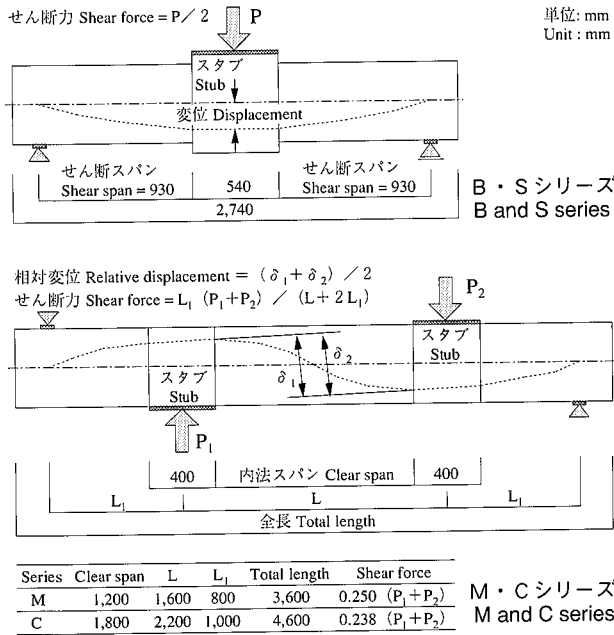 せん断力 Shear force = P／2
P
単位: mm
Unit : mm
スタブ
Stub
変位 Displacement
せん断スパン
Shear span = 930
540
せん断スパン
Shear span = 930
2,740
B・Sシリーズ
B and S series
相対変位 Relative displacement = (δ1+δ2)／2
せん断力 Shear force = L1 (P1+P2)／(L+2L1)
P2
スタブ
Stub
δ1
δ2
スタブ
Stub
P1
400
内法スパン Clear span
400
L1
L
L1
全長 Total length
Series Clear span L L1 Total length Shear force
M 1,200 1,600 800 3,600 0.250 (P1+P2)
C 1,800 2,200 1,000 4,600 0.238 (P1+P2)
M・Cシリーズ
M and C series